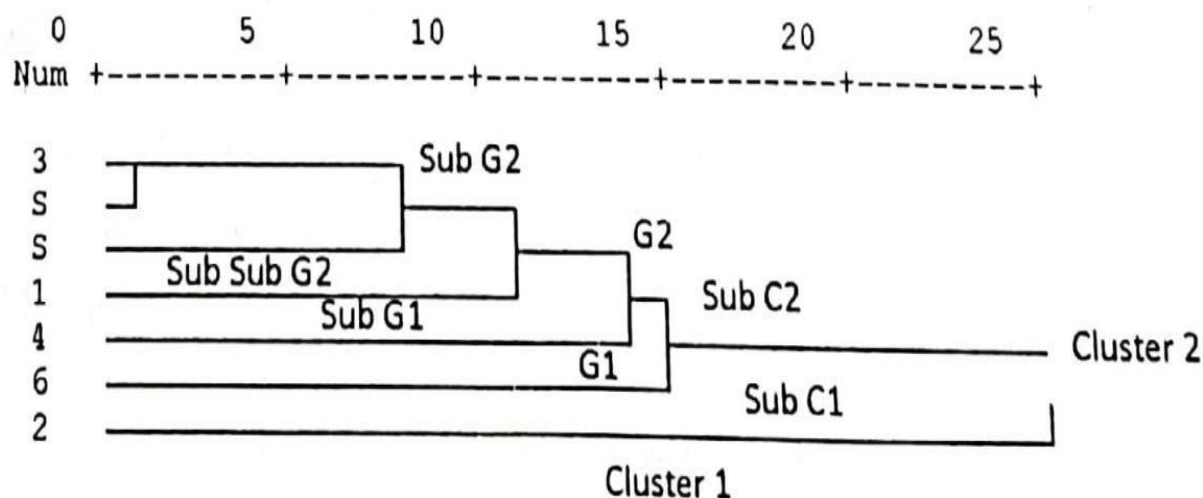 0 5 10 15 20 25
Num +---------+---------+---------+---------+---------+
3 Sub G2
S
S G2
Sub Sub G2
1 Sub C2
Sub G1
4 Cluster 2
G1
6 Sub C1
2
Cluster 1